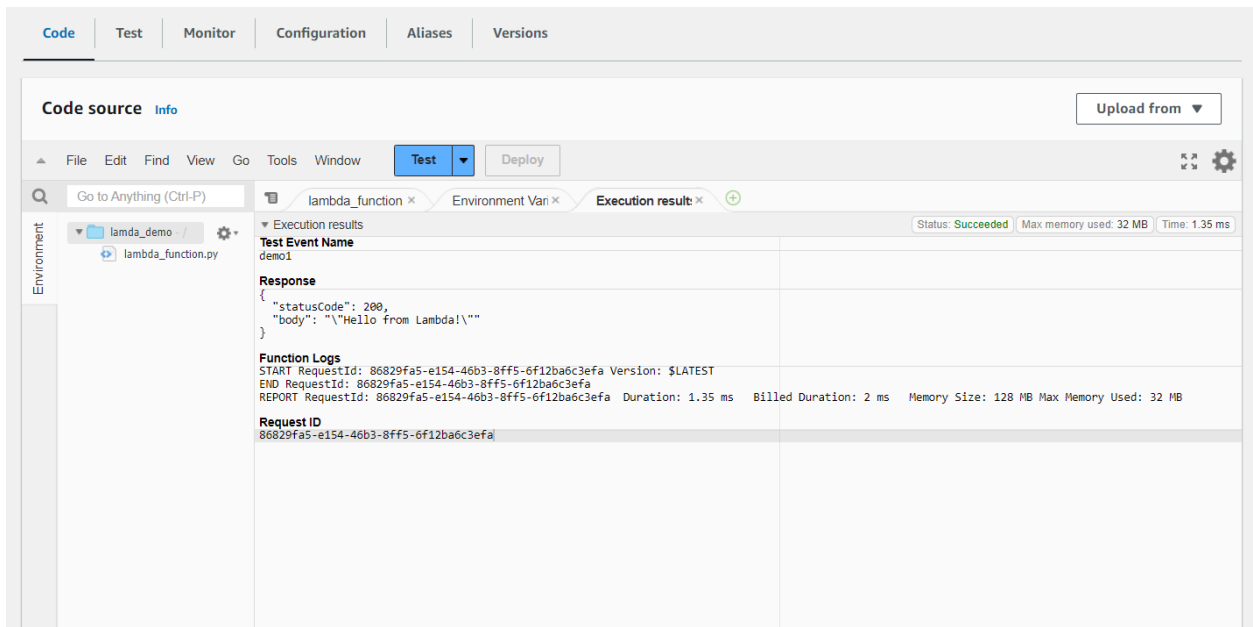 Code Test Monitor Configuration Aliases Versions
Code source Info Upload from
File Edit Find View Go Tools Window Test Deploy
Go to Anything (Ctrl-P) lambda_function × Environment Vari × Execution results ×
Environment
lamda_demo - /
lambda_function.py
Execution results Status: Succeeded Max memory used: 32 MB Time: 1.35 ms
Test Event Name
demo1
Response
{
"statusCode": 200,
"body": "\"Hello from Lambda!\""
}
Function Logs
START RequestId: 86829fa5-e154-46b3-8ff5-6f12ba6c3efa Version: $LATEST
END RequestId: 86829fa5-e154-46b3-8ff5-6f12ba6c3efa
REPORT RequestId: 86829fa5-e154-46b3-8ff5-6f12ba6c3efa Duration: 1.35 ms Billed Duration: 2 ms Memory Size: 128 MB Max Memory Used: 32 MB
Request ID
86829fa5-e154-46b3-8ff5-6f12ba6c3efa